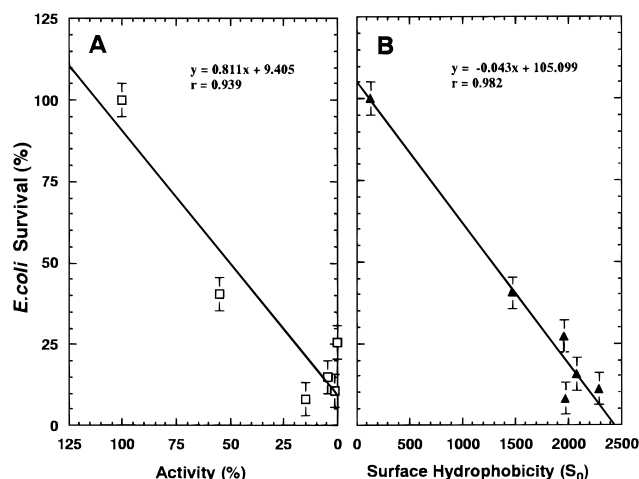 A
y = 0.811x + 9.405
r = 0.939
B
y = -0.043x + 105.099
r = 0.982
E.coli Survival (%)
125
100
75
50
25
0
125 100 75 50 25 0
0 500 1000 1500 2000 2500
Activity (%)
Surface Hydrophobicity (S0)